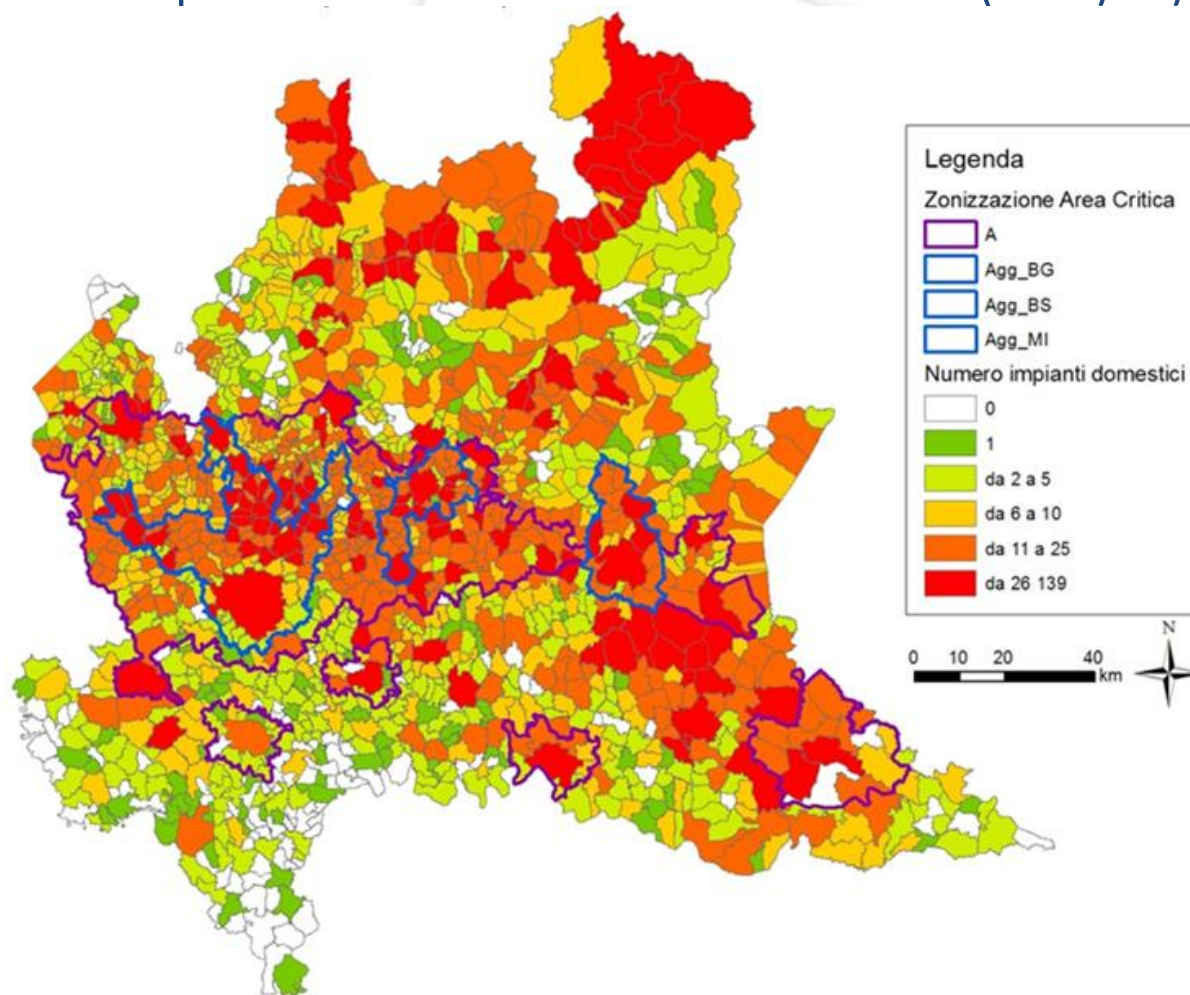 Legenda
Zonizzazione Area Critica
A
Agg_BG
Agg_BS
Agg_MI
Numero impianti domestici
0
1
da 2 a 5
da 6 a 10
da 11 a 25
da 26 139
N
0 10 20 40
km